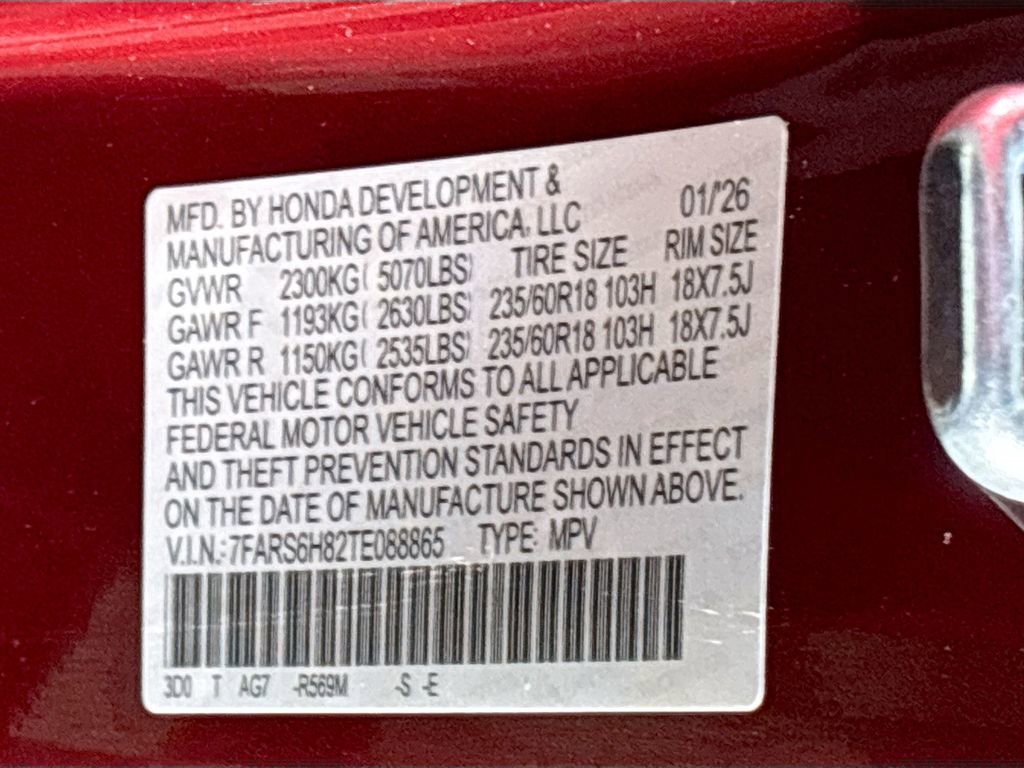 MFD. BY HONDA DEVELOPMENT &
MANUFACTURING OF AMERICA, LLC 01/'26
GVWR 2300KG( 5070LBS) TIRE SIZE RIM SIZE
GAWR F 1193KG( 2630LBS) 235/60R18 103H 18X7.5J
GAWR R 1150KG( 2535LBS) 235/60R18 103H 18X7.5J
THIS VEHICLE CONFORMS TO ALL APPLICABLE
FEDERAL MOTOR VEHICLE SAFETY
AND THEFT PREVENTION STANDARDS IN EFFECT
ON THE DATE OF MANUFACTURE SHOWN ABOVE.
V.I.N.:7FARS6H82TE088865 TYPE: MPV
3D0 T AG7 -R569M -S -E